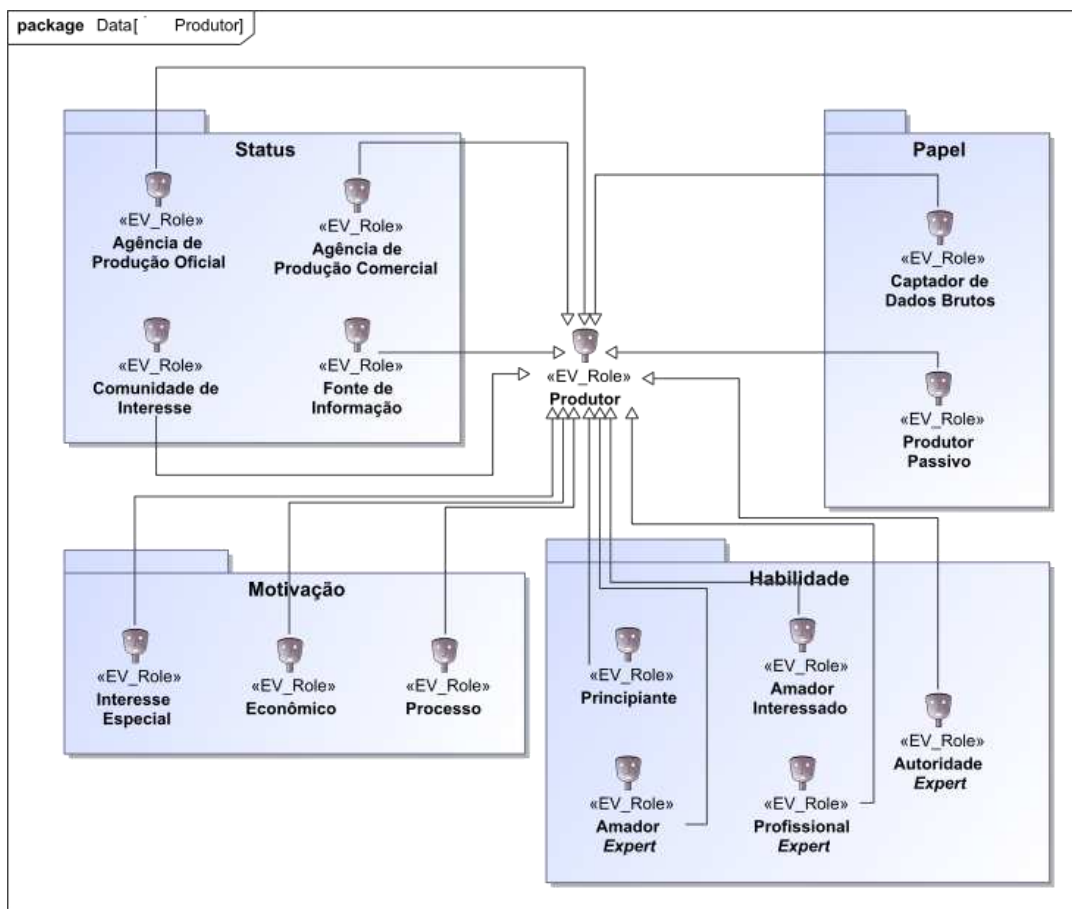 package Data[ Produtor]
Status
«EV_Role»
Agência de
Produção Oficial
«EV_Role»
Agência de
Produção Comercial
«EV_Role»
Comunidade de
Interesse
«EV_Role»
Fonte de
Informação
Papel
«EV_Role»
Captador de
Dados Brutos
«EV_Role»
Produtor
Passivo
«EV_Role»
Produtor
Motivação
«EV_Role»
Interesse
Especial
«EV_Role»
Econômico
«EV_Role»
Processo
Habilidade
«EV_Role»
Principiante
«EV_Role»
Amador
Interessado
«EV_Role»
Autoridade
Expert
«EV_Role»
Amador
Expert
«EV_Role»
Profissional
Expert